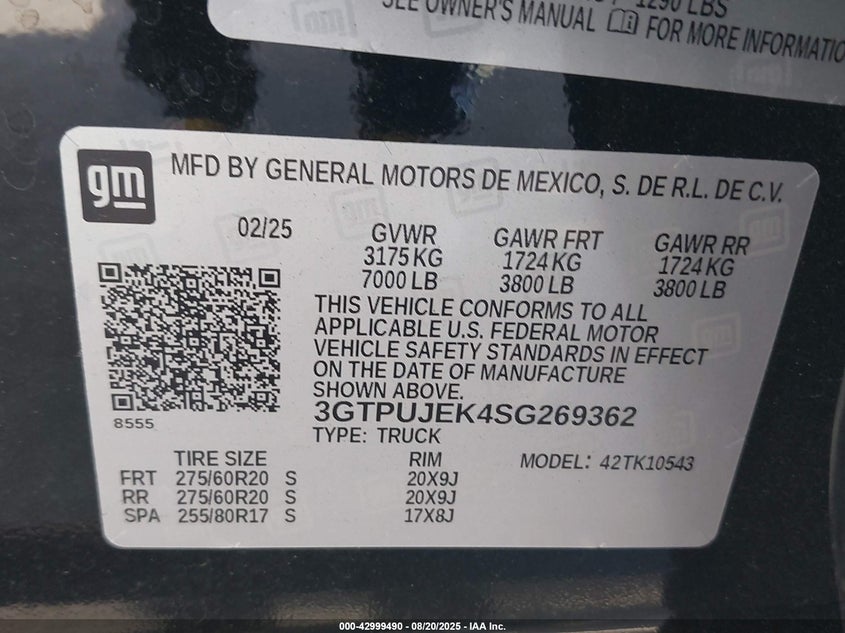 1290 LBS
SEE OWNER'S MANUAL FOR MORE INFORMATIO
gm
MFD BY GENERAL MOTORS DE MEXICO, S. DE R.L. DE C.V.
02/25
GVWR GAWR FRT GAWR RR
3175 KG 1724 KG 1724 KG
7000 LB 3800 LB 3800 LB
THIS VEHICLE CONFORMS TO ALL
APPLICABLE U.S. FEDERAL MOTOR
VEHICLE SAFETY STANDARDS IN EFFECT
ON THE DATE OF MANUFACTURE
SHOWN ABOVE.
3GTPUJEK4SG269362
8555
TYPE: TRUCK
TIRE SIZE RIM MODEL: 42TK10543
FRT 275/60R20 S 20X9J
RR 275/60R20 S 20X9J
SPA 255/80R17 S 17X8J
000-42999490 - 08/20/2025 - IAA Inc.